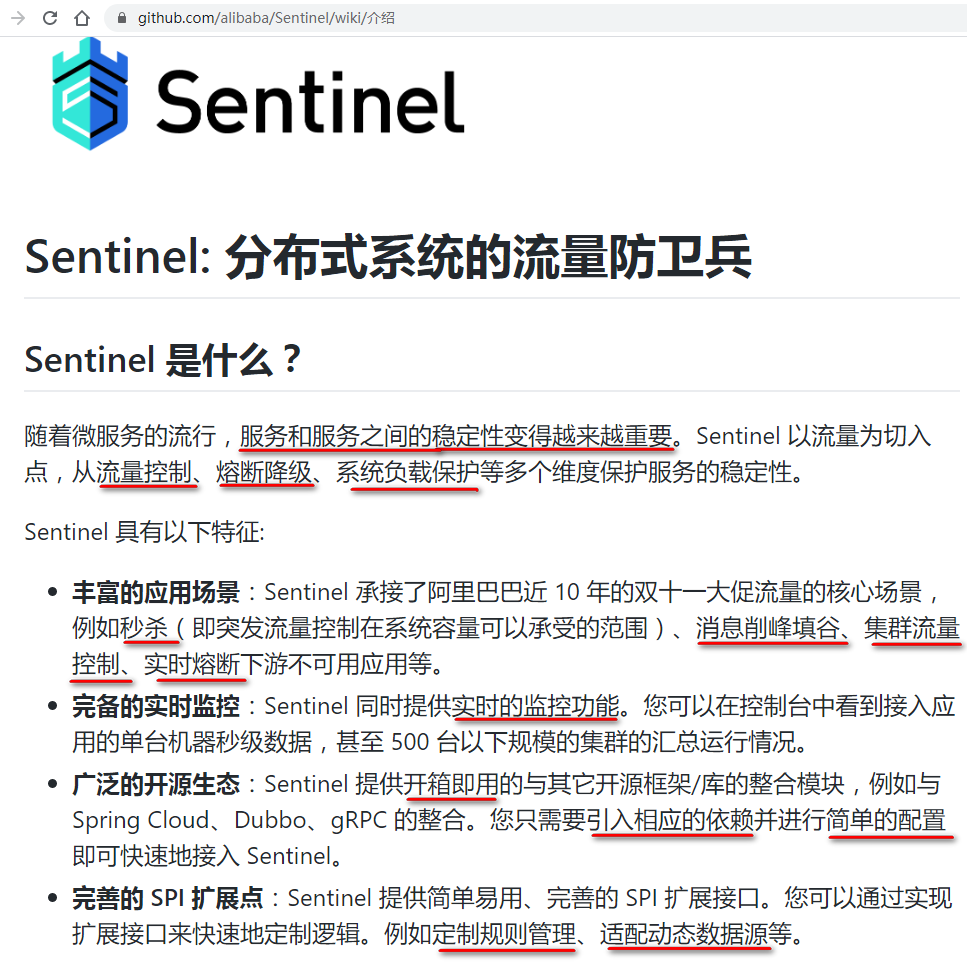 github.com/alibaba/Sentinel/wiki/介绍
Sentinel
Sentinel: 分布式系统的流量防卫兵
Sentinel 是什么？
随着微服务的流行，服务和服务之间的稳定性变得越来越重要。Sentinel 以流量为切入
点，从流量控制、熔断降级、系统负载保护等多个维度保护服务的稳定性。
Sentinel 具有以下特征:
丰富的应用场景：Sentinel 承接了阿里巴巴近 10 年的双十一大促流量的核心场景，
例如秒杀（即突发流量控制在系统容量可以承受的范围）、消息削峰填谷、集群流量
控制、实时熔断下游不可用应用等。
完备的实时监控：Sentinel 同时提供实时的监控功能。您可以在控制台中看到接入应
用的单台机器秒级数据，甚至 500 台以下规模的集群的汇总运行情况。
广泛的开源生态：Sentinel 提供开箱即用的与其它开源框架/库的整合模块，例如与
Spring Cloud、Dubbo、gRPC 的整合。您只需要引入相应的依赖并进行简单的配置
即可快速地接入 Sentinel。
完善的 SPI 扩展点：Sentinel 提供简单易用、完善的 SPI 扩展接口。您可以通过实现
扩展接口来快速地定制逻辑。例如定制规则管理、适配动态数据源等。